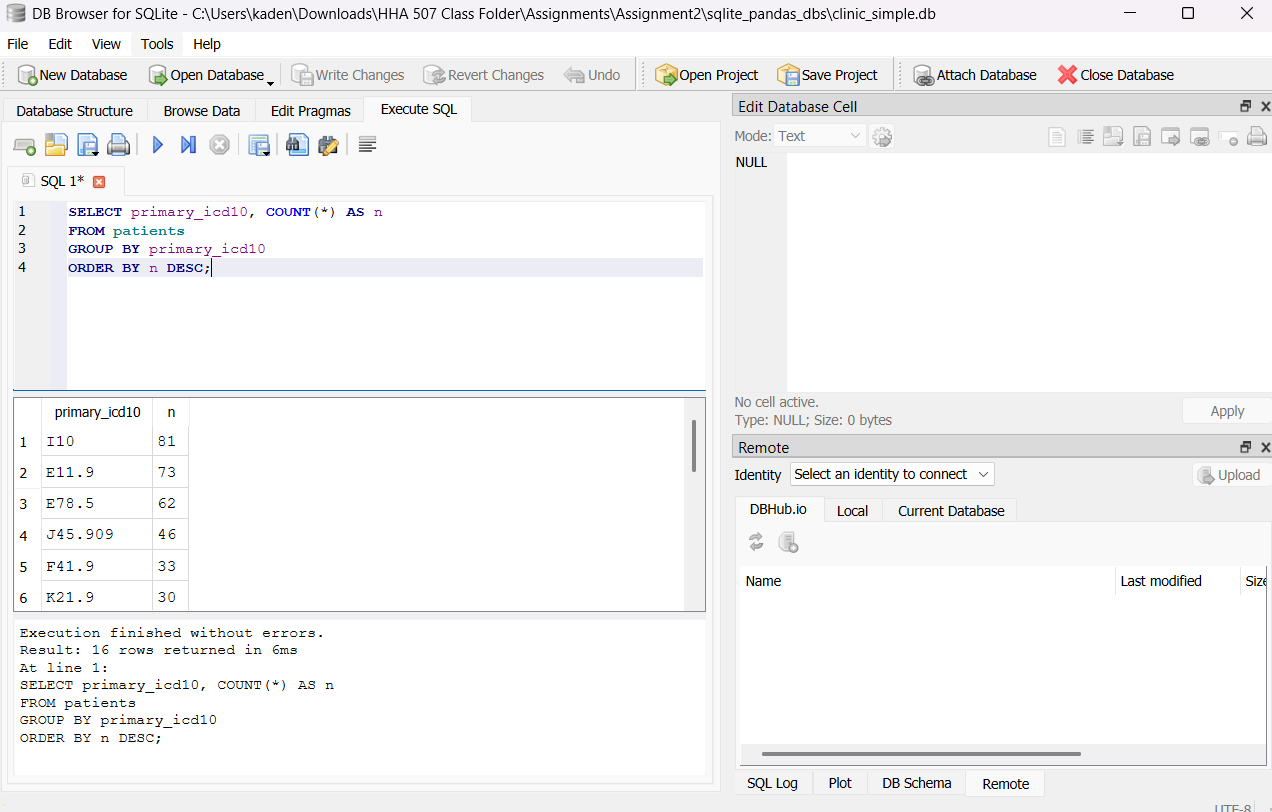 DB Browser for SQLite - C:\Users\kaden\Downloads\HHA 507 Class Folder\Assignments\Assignment2\sqlite_pandas_dbs\clinic_simple.db
File Edit View Tools Help
New Database Open Database Write Changes Revert Changes Undo Open Project Save Project Attach Database Close Database
Database Structure Browse Data Edit Pragmas Execute SQL
SQL 1*
1 SELECT primary_icd10, COUNT(*) AS n
2 FROM patients
3 GROUP BY primary_icd10
4 ORDER BY n DESC;
primary_icd10 n
1 I10 81
2 E11.9 73
3 E78.5 62
4 J45.909 46
5 F41.9 33
6 K21.9 30
Execution finished without errors.
Result: 16 rows returned in 6ms
At line 1:
SELECT primary_icd10, COUNT(*) AS n
FROM patients
GROUP BY primary_icd10
ORDER BY n DESC;
Edit Database Cell
Mode: Text
NULL
No cell active.
Type: NULL; Size: 0 bytes
Apply
Remote
Identity Select an identity to connect Upload
DBHub.io Local Current Database
Name Last modified Size
SQL Log Plot DB Schema Remote
UTF-8